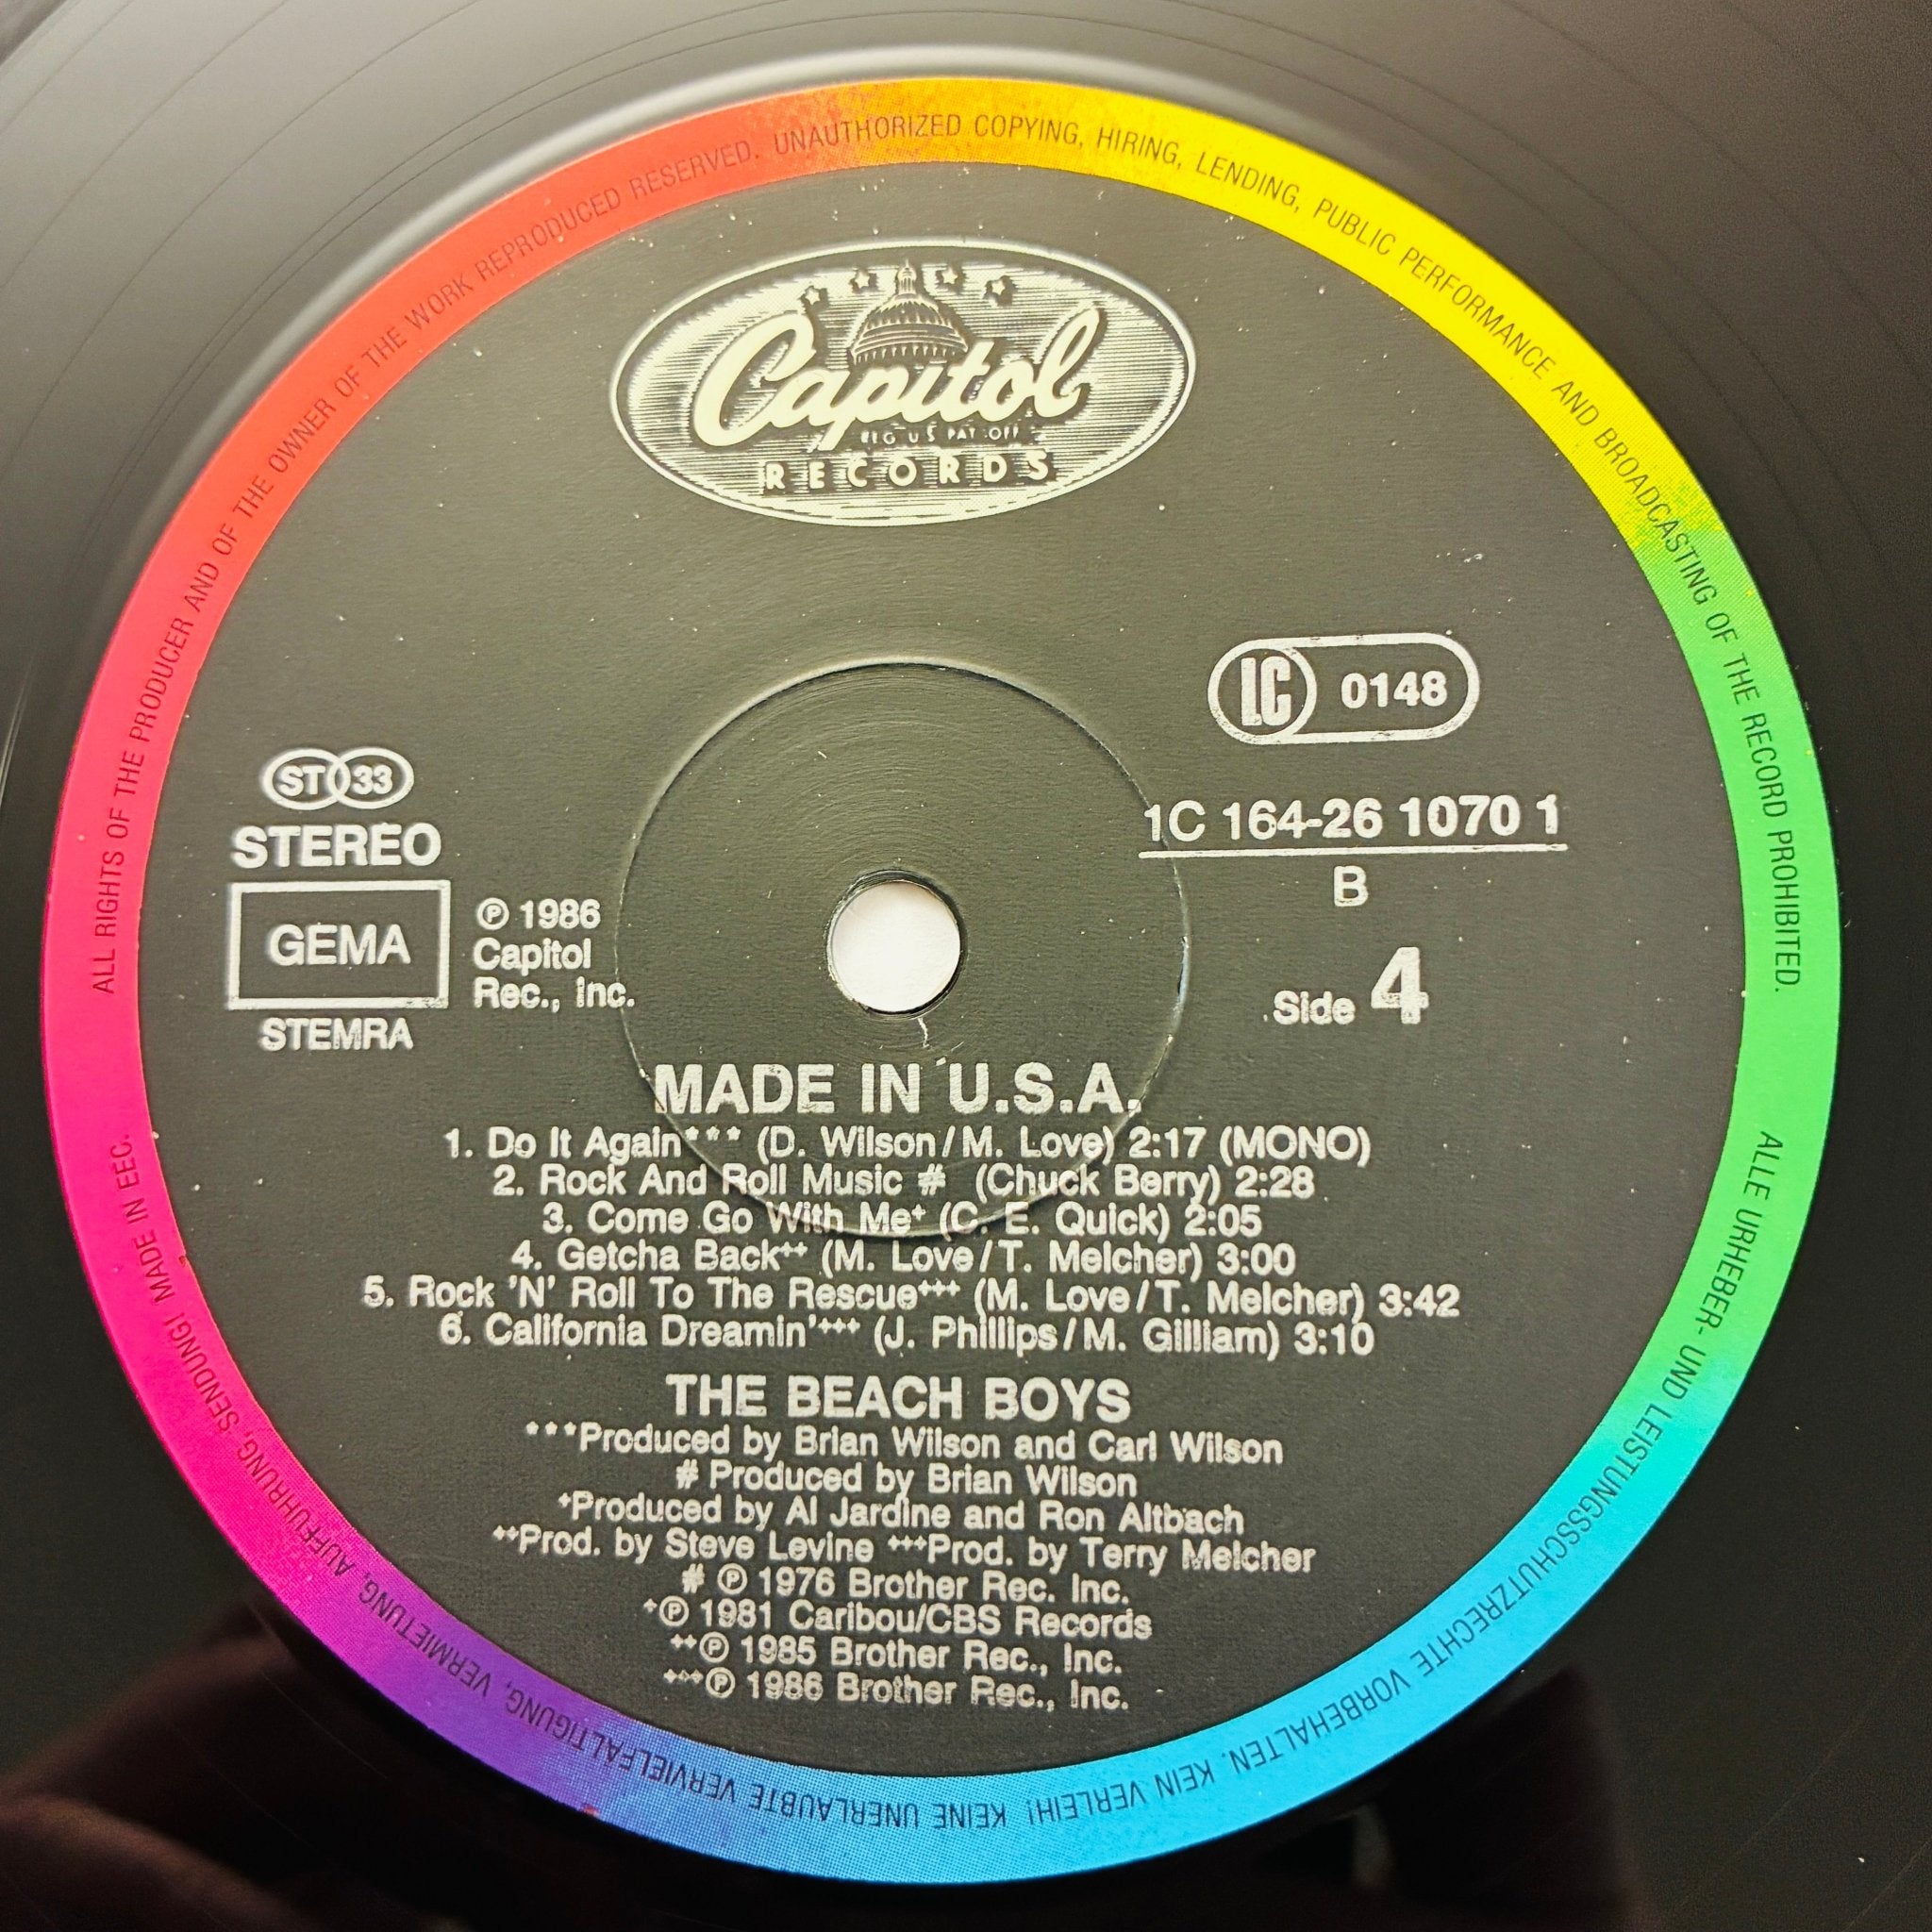 ALL RIGHTS OF THE PRODUCER AND OF THE OWNER OF THE WORK REPRODUCED RESERVED. UNAUTHORIZED COPYING, HIRING, LENDING, PUBLIC PERFORMANCE AND BROADCASTING OF THE RECORD PROHIBITED.
Capitol
REG U S PAT OFF
RECORDS
LC 0148
ST 33
STEREO
GEMA
STEMRA
℗ 1986
Capitol
Rec., Inc.
1C 164-26 1070 1
B
Side 4
MADE IN U.S.A.
1. Do It Again*** (D. Wilson/M. Love) 2:17 (MONO)
2. Rock And Roll Music # (Chuck Berry) 2:28
3. Come Go With Me+ (C. E. Quick) 2:05
4. Getcha Back++ (M. Love/T. Melcher) 3:00
5. Rock 'N' Roll To The Rescue+++ (M. Love/T. Melcher) 3:42
6. California Dreamin'+++ (J. Phillips/M. Gilliam) 3:10
THE BEACH BOYS
***Produced by Brian Wilson and Carl Wilson
# Produced by Brian Wilson
+Produced by Al Jardine and Ron Altbach
++Prod. by Steve Levine +++Prod. by Terry Melcher
# ℗ 1976 Brother Rec. Inc.
+℗ 1981 Caribou/CBS Records
++℗ 1985 Brother Rec., Inc.
+++℗ 1986 Brother Rec., Inc.
ALLE URHEBER- UND LEISTUNGSSCHUTZRECHTE VORBEHALTEN. KEIN VERLEIH! KEINE UNERLAUBTE VERVIELFÄLTIGUNG, VERMIETUNG, AUFFÜHRUNG, SENDUNG! MADE IN EEC.